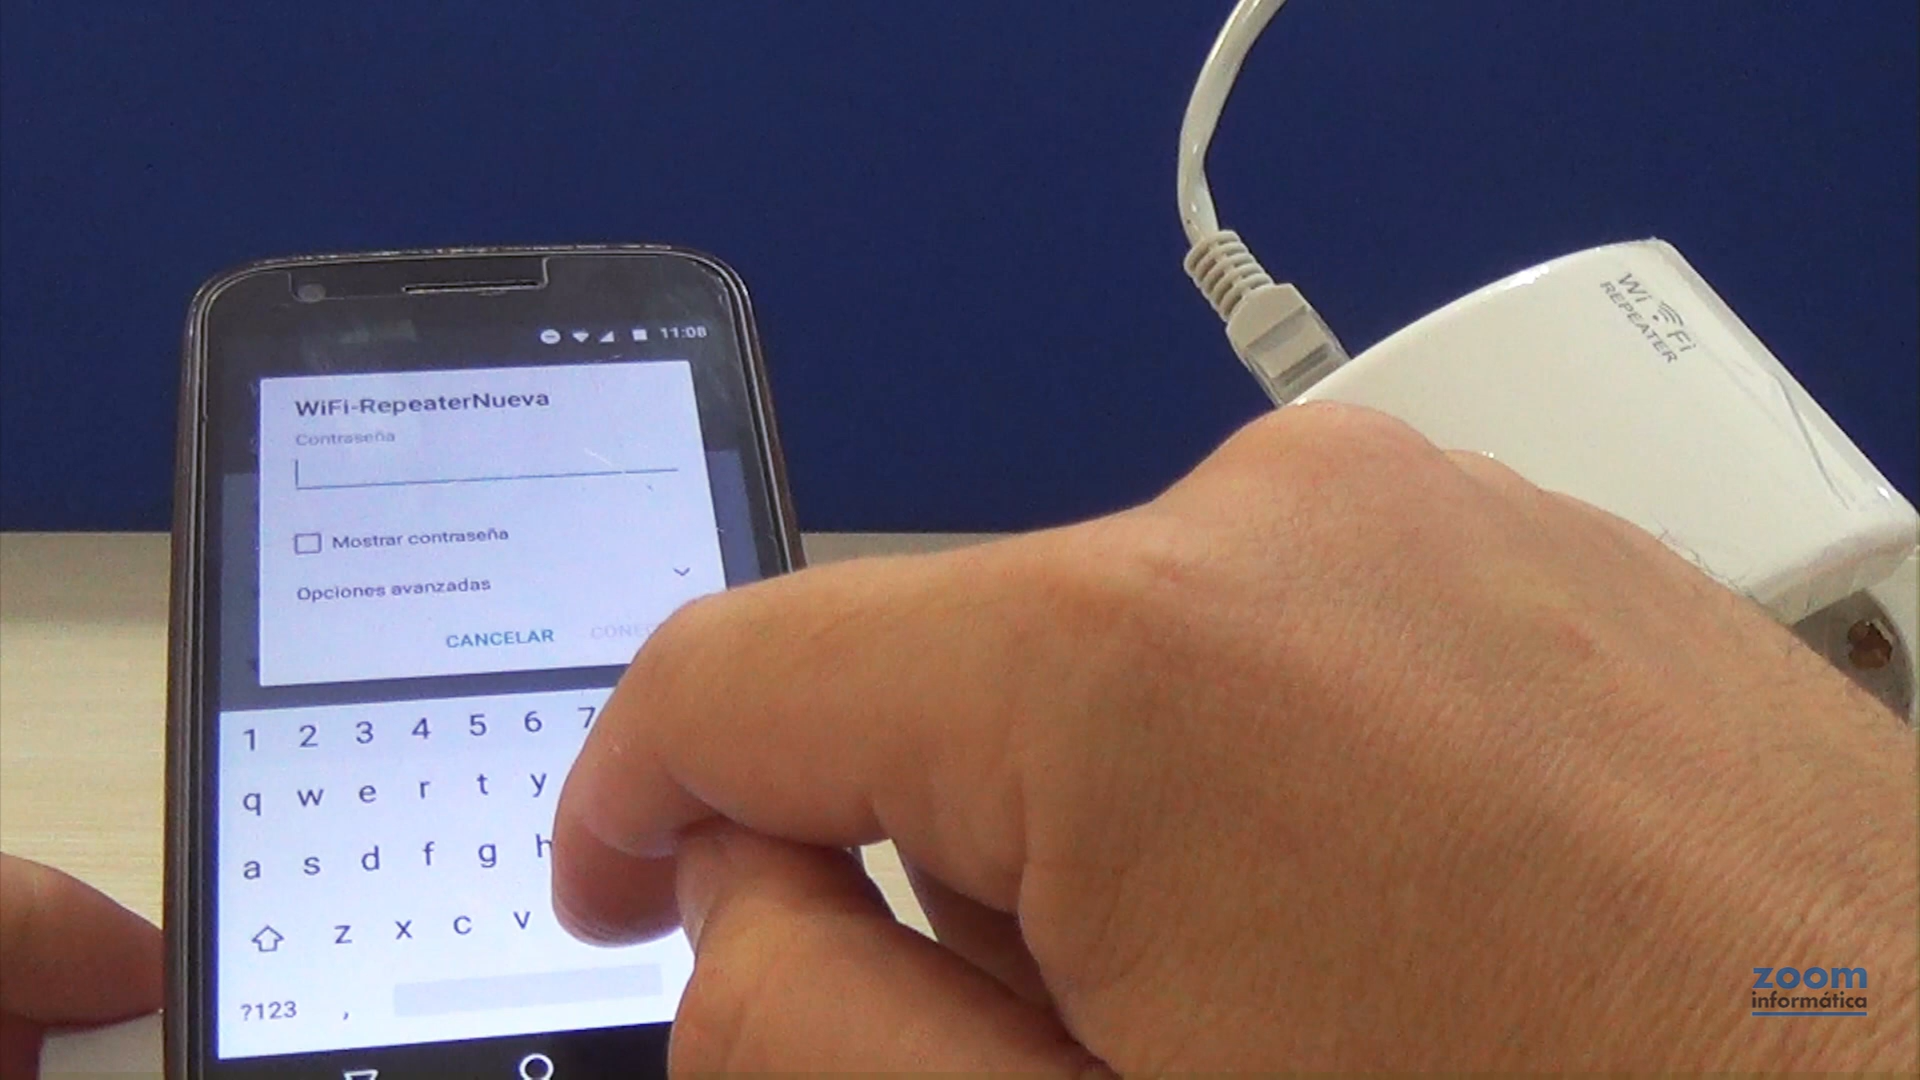 Wi Fi
REPEATER
11:08
WiFi-RepeaterNueva
Contraseña
Mostrar contraseña
Opciones avanzadas
CANCELAR CONEC
1 2 3 4 5 6 7
q w e r t y
a s d f g h
z x c v
?123 ,
zoom
informática